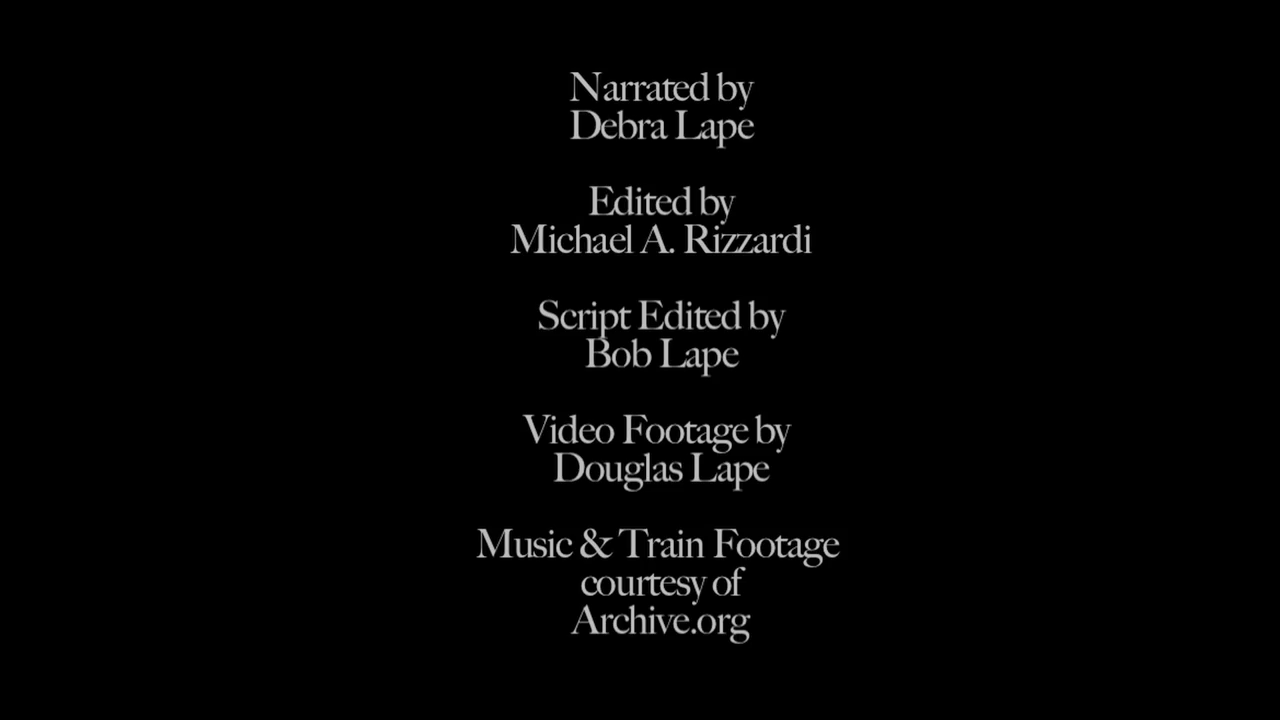 Narrated by
Debra Lape
Edited by
Michael A. Rizzardi
Script Edited by
Bob Lape
Video Footage by
Douglas Lape
Music & Train Footage
courtesy of
Archive.org